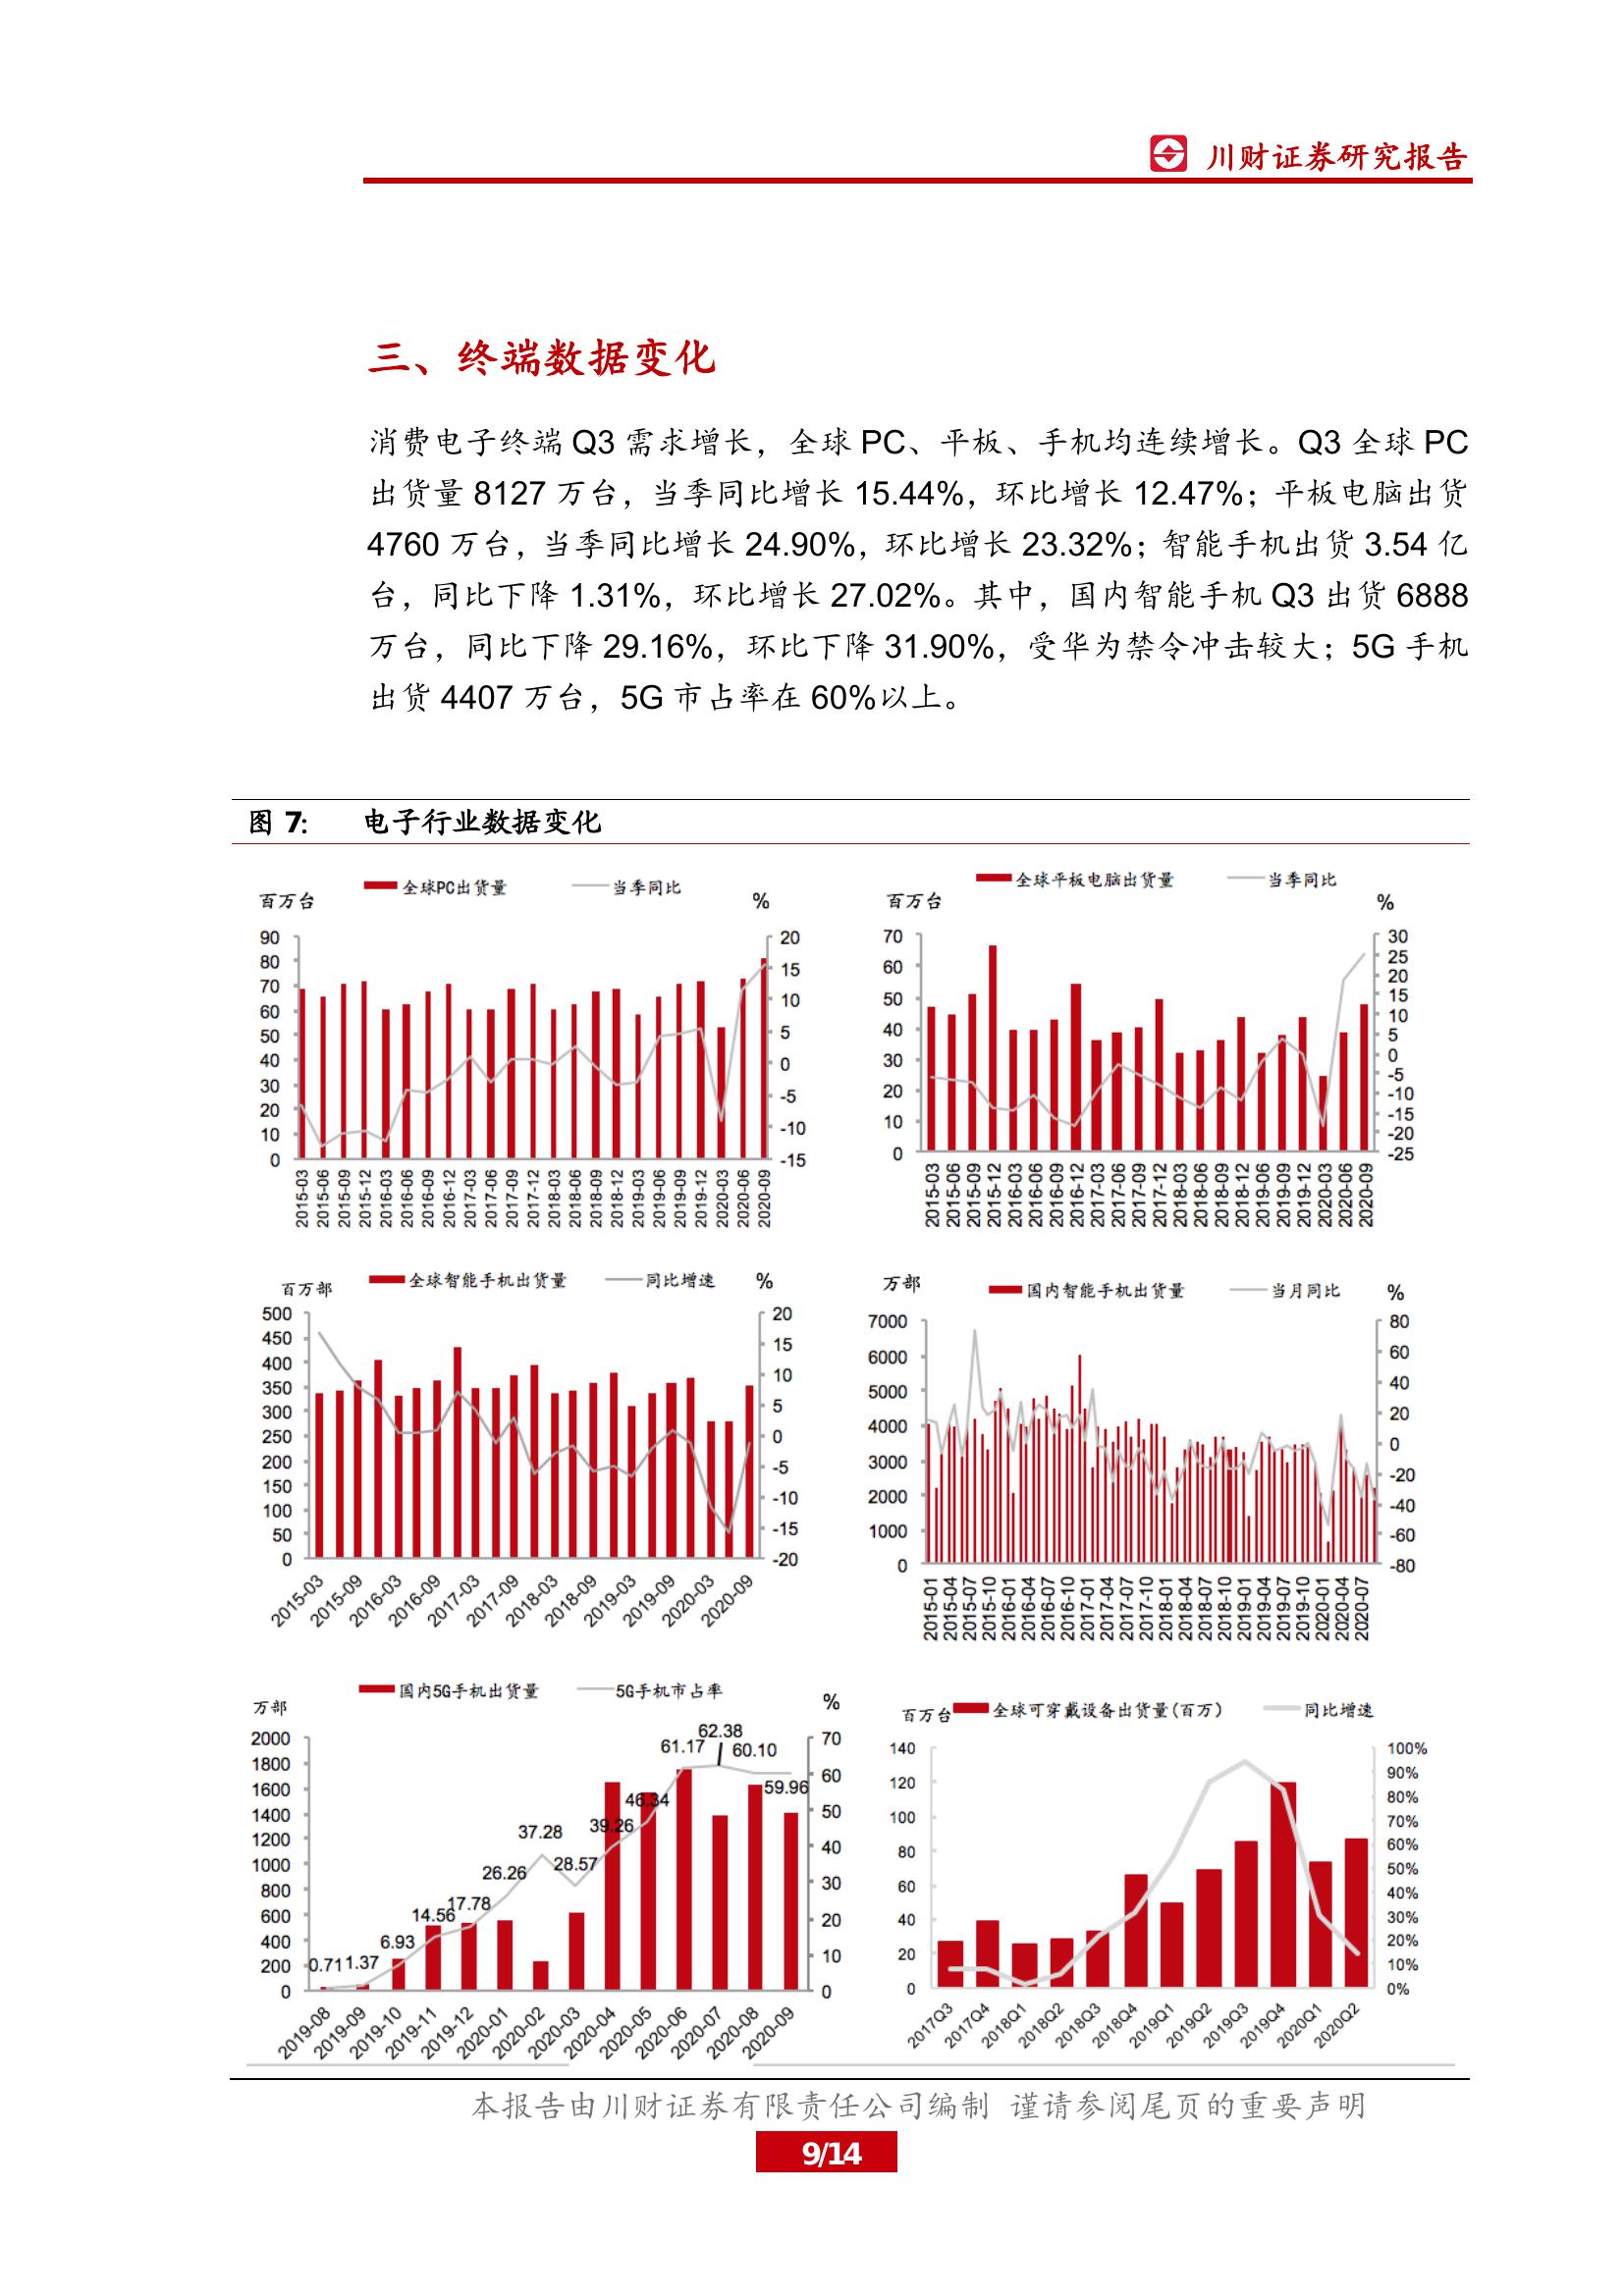 川财证券研究报告
三、终端数据变化
消费电子终端 Q3 需求增长，全球 PC、平板、手机均连续增长。Q3 全球 PC
出货量 8127 万台，当季同比增长 15.44%，环比增长 12.47%；平板电脑出货
4760 万台，当季同比增长 24.90%，环比增长 23.32%；智能手机出货 3.54 亿
台，同比下降 1.31%，环比增长 27.02%。其中，国内智能手机 Q3 出货 6888
万台，同比下降 29.16%，环比下降 31.90%，受华为禁令冲击较大；5G 手机
出货 4407 万台，5G 市占率在 60%以上。
图 7: 电子行业数据变化
百万台 全球PC出货量 当季同比 %
90 20
80 15
70 10
60 5
50 0
40 -5
30 -10
20 -15
10
0
2015-03 2015-06 2015-09 2015-12 2016-03 2016-06 2016-09 2016-12 2017-03 2017-06 2017-09 2017-12 2018-03 2018-06 2018-09 2018-12 2019-03 2019-06 2019-09 2019-12 2020-03 2020-06 2020-09
百万台 全球平板电脑出货量 当季同比 %
70 30
60 25
50 20
40 15
30 10
20 5
10 0
0 -5
-10
-15
-20
-25
2015-03 2015-06 2015-09 2015-12 2016-03 2016-06 2016-09 2016-12 2017-03 2017-06 2017-09 2017-12 2018-03 2018-06 2018-09 2018-12 2019-06 2019-09 2019-12 2020-03 2020-06 2020-09
百万部 全球智能手机出货量 同比增速 %
500 20
450 15
400 10
350 5
300 0
250 -5
200 -10
150 -15
100 -20
50
0
2015-03 2015-09 2016-03 2016-09 2017-03 2017-09 2018-03 2018-09 2019-03 2019-09 2020-03 2020-09
万部 国内智能手机出货量 当月同比 %
7000 80
6000 60
5000 40
4000 20
3000 0
2000 -20
1000 -40
0 -60
-80
2015-01 2015-04 2015-07 2015-10 2016-01 2016-04 2016-07 2016-10 2017-01 2017-04 2017-07 2017-10 2018-01 2018-04 2018-07 2018-10 2019-01 2019-04 2019-07 2019-10 2020-01 2020-04 2020-07
万部 国内5G手机出货量 5G手机市占率 %
2000 70
1800 60
1600 50
1400 40
1200 30
1000 20
800 10
600 0
400
200
0
0.71 1.37 6.93 14.56 17.78 26.26 37.28 28.57 39.26 46.34 61.17 62.38 60.10 59.96
2019-08 2019-09 2019-10 2019-11 2019-12 2020-01 2020-02 2020-03 2020-04 2020-05 2020-06 2020-07 2020-08 2020-09
百万台 全球可穿戴设备出货量(百万) 同比增速
140 100%
120 90%
100 80%
80 70%
60 60%
40 50%
20 40%
0 30%
20%
10%
0%
2017Q3 2017Q4 2018Q1 2018Q2 2018Q3 2018Q4 2019Q1 2019Q2 2019Q3 2019Q4 2020Q1 2020Q2
本报告由川财证券有限责任公司编制 谨请参阅尾页的重要声明
9/14